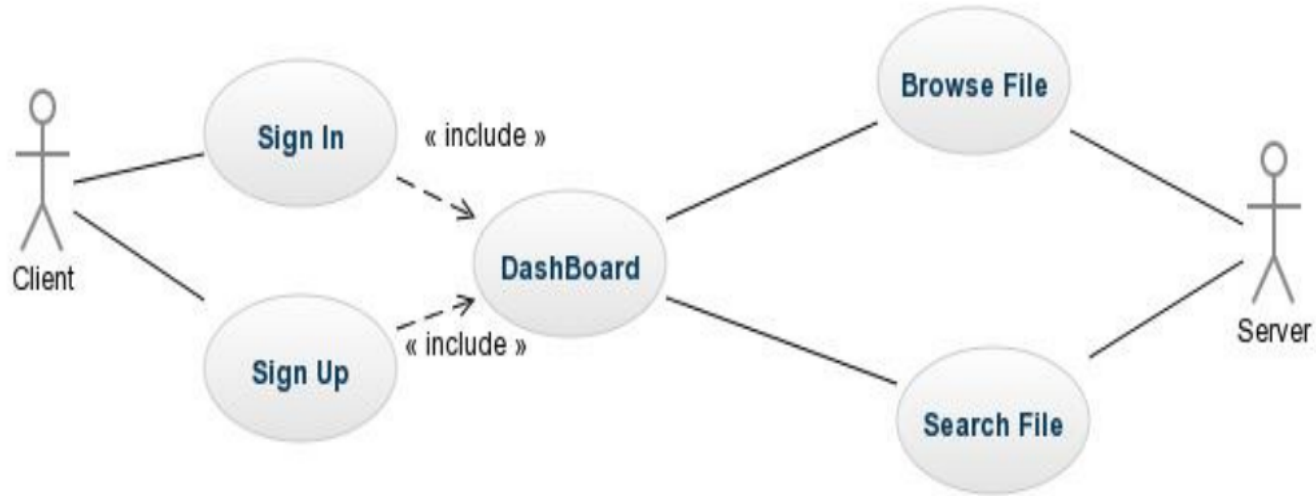 Browse File
Sign In
« include »
DashBoard
Client
« include »
Sign Up
Server
Search File